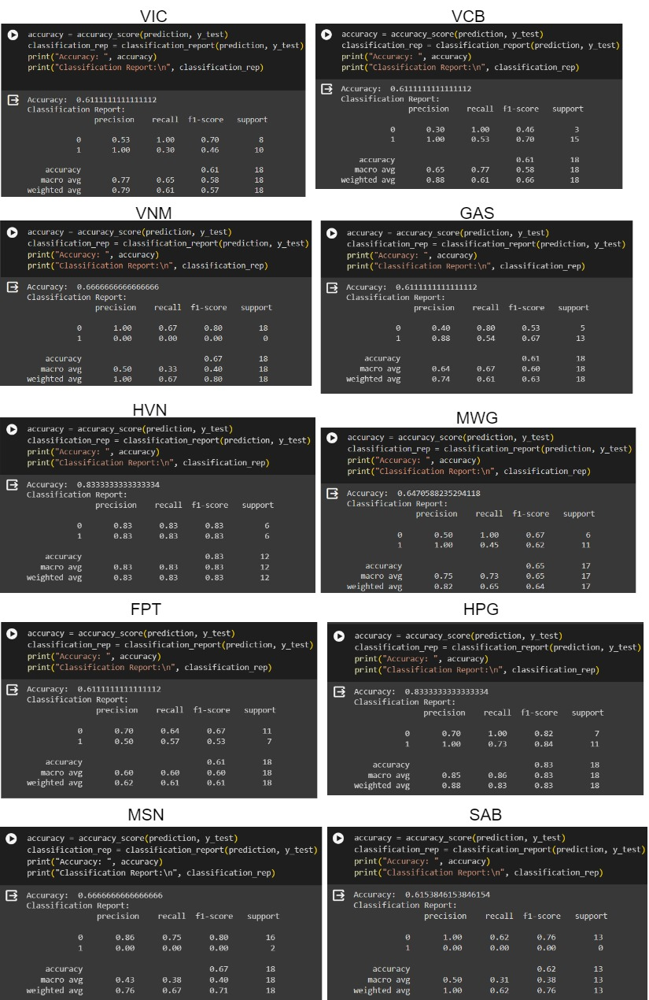 VIC
accuracy = accuracy_score(prediction, y_test)
classification_rep = classification_report(prediction, y_test)
print("Accuracy: ", accuracy)
print("Classification Report:\n", classification_rep)
Accuracy: 0.6111111111111112
Classification Report:
precision recall f1-score support
0 0.53 1.00 0.70 8
1 1.00 0.30 0.46 10
accuracy 0.61 18
macro avg 0.77 0.65 0.58 18
weighted avg 0.79 0.61 0.57 18
VCB
accuracy = accuracy_score(prediction, y_test)
classification_rep = classification_report(prediction, y_test)
print("Accuracy: ", accuracy)
print("Classification Report:\n", classification_rep)
Accuracy: 0.6111111111111112
Classification Report:
precision recall f1-score support
0 0.30 1.00 0.46 3
1 1.00 0.53 0.70 15
accuracy 0.61 18
macro avg 0.65 0.77 0.58 18
weighted avg 0.88 0.61 0.66 18
VNM
accuracy = accuracy_score(prediction, y_test)
classification_rep = classification_report(prediction, y_test)
print("Accuracy: ", accuracy)
print("Classification Report:\n", classification_rep)
Accuracy: 0.6666666666666666
Classification Report:
precision recall f1-score support
0 1.00 0.67 0.80 18
1 0.00 0.00 0.00 0
accuracy 0.67 18
macro avg 0.50 0.33 0.40 18
weighted avg 1.00 0.67 0.80 18
GAS
accuracy = accuracy_score(prediction, y_test)
classification_rep = classification_report(prediction, y_test)
print("Accuracy: ", accuracy)
print("Classification Report:\n", classification_rep)
Accuracy: 0.6111111111111112
Classification Report:
precision recall f1-score support
0 0.40 0.80 0.53 5
1 0.88 0.54 0.67 13
accuracy 0.61 18
macro avg 0.64 0.67 0.60 18
weighted avg 0.74 0.61 0.63 18
HVN
accuracy = accuracy_score(prediction, y_test)
classification_rep = classification_report(prediction, y_test)
print("Accuracy: ", accuracy)
print("Classification Report:\n", classification_rep)
Accuracy: 0.8333333333333334
Classification Report:
precision recall f1-score support
0 0.83 0.83 0.83 6
1 0.83 0.83 0.83 6
accuracy 0.83 12
macro avg 0.83 0.83 0.83 12
weighted avg 0.83 0.83 0.83 12
MWG
accuracy = accuracy_score(prediction, y_test)
classification_rep = classification_report(prediction, y_test)
print("Accuracy: ", accuracy)
print("Classification Report:\n", classification_rep)
Accuracy: 0.6470588235294118
Classification Report:
precision recall f1-score support
0 0.50 1.00 0.67 6
1 1.00 0.45 0.62 11
accuracy 0.65 17
macro avg 0.75 0.73 0.65 17
weighted avg 0.82 0.65 0.64 17
FPT
accuracy = accuracy_score(prediction, y_test)
classification_rep = classification_report(prediction, y_test)
print("Accuracy: ", accuracy)
print("Classification Report:\n", classification_rep)
Accuracy: 0.6111111111111112
Classification Report:
precision recall f1-score support
0 0.70 0.64 0.67 11
1 0.50 0.57 0.53 7
accuracy 0.61 18
macro avg 0.60 0.60 0.60 18
weighted avg 0.62 0.61 0.61 18
HPG
accuracy = accuracy_score(prediction, y_test)
classification_rep = classification_report(prediction, y_test)
print("Accuracy: ", accuracy)
print("Classification Report:\n", classification_rep)
Accuracy: 0.8333333333333334
Classification Report:
precision recall f1-score support
0 0.70 1.00 0.82 7
1 1.00 0.73 0.84 11
accuracy 0.83 18
macro avg 0.85 0.86 0.83 18
weighted avg 0.88 0.83 0.83 18
MSN
accuracy = accuracy_score(prediction, y_test)
classification_rep = classification_report(prediction, y_test)
print("Accuracy: ", accuracy)
print("Classification Report:\n", classification_rep)
Accuracy: 0.6666666666666666
Classification Report:
precision recall f1-score support
0 0.86 0.75 0.80 16
1 0.00 0.00 0.00 2
accuracy 0.67 18
macro avg 0.43 0.38 0.40 18
weighted avg 0.76 0.67 0.71 18
SAB
accuracy = accuracy_score(prediction, y_test)
classification_rep = classification_report(prediction, y_test)
print("Accuracy: ", accuracy)
print("Classification Report:\n", classification_rep)
Accuracy: 0.6153846153846154
Classification Report:
precision recall f1-score support
0 1.00 0.62 0.76 13
1 0.00 0.00 0.00 0
accuracy 0.62 13
macro avg 0.50 0.31 0.38 13
weighted avg 1.00 0.62 0.76 13